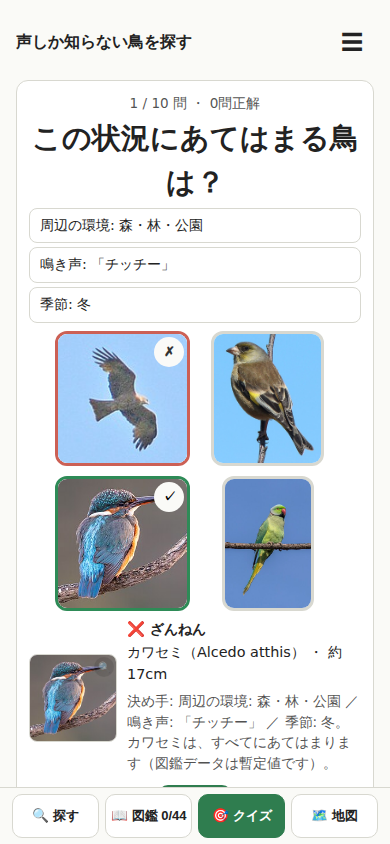 声しか知らない鳥を探す ☰
1 / 10 問 ・ 0問正解
この状況にあてはまる鳥
は？
周辺の環境: 森・林・公園
鳴き声: 「チッチー」
季節: 冬
✗
✓
❌ ざんねん
カワセミ（Alcedo atthis） ・ 約
17cm
決め手: 周辺の環境: 森・林・公園 ／
鳴き声: 「チッチー」 ／ 季節: 冬。
カワセミは、すべてにあてはまりま
す（図鑑データは暫定値です）。
🔍 探す 📖 図鑑 0/44 🎯 クイズ 🗺️ 地図